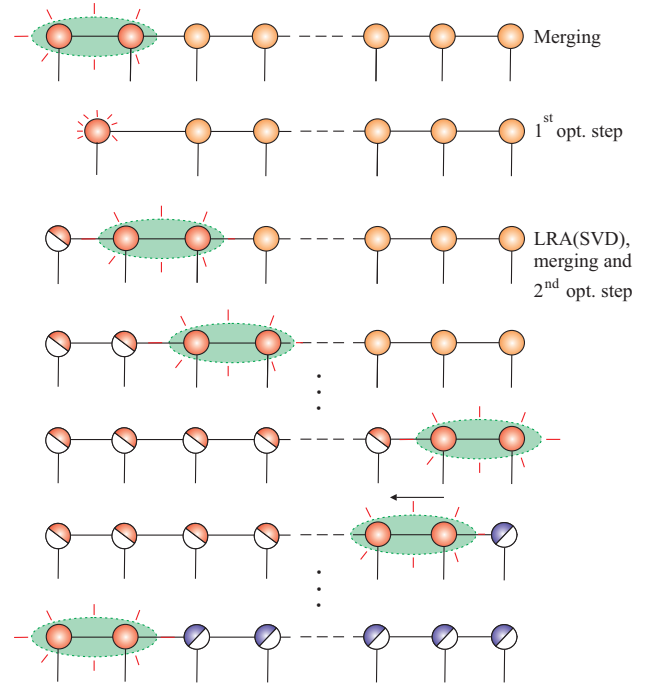 Merging
1st opt. step
LRA(SVD),
merging and
2nd opt. step